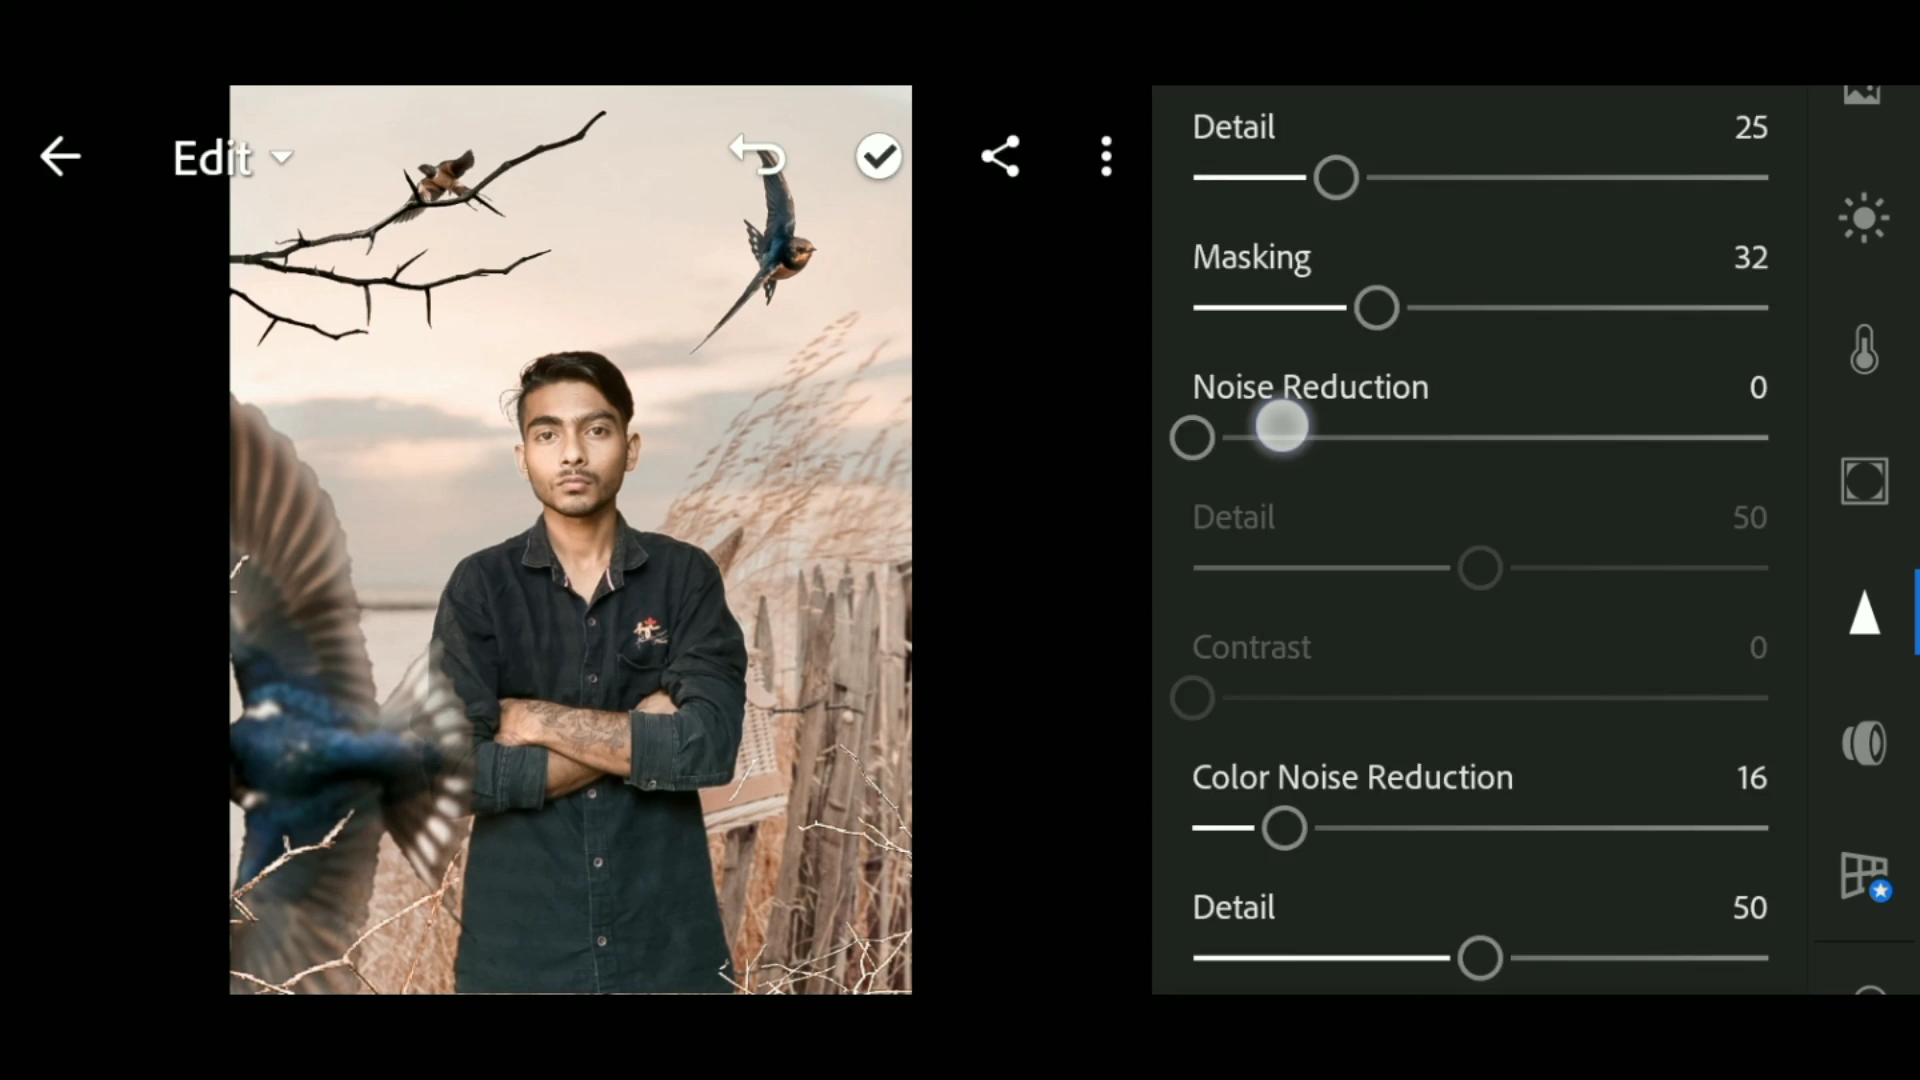 Edit
Detail 25
Masking 32
Noise Reduction 0
Detail 50
Contrast 0
Color Noise Reduction 16
Detail 50